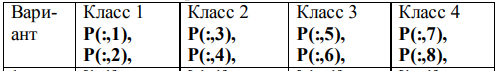 Вари- Класс 1 Класс 2 Класс 3 Класс 4
ант P(:,1), P(:,3), P(:,5), P(:,7),
P(:,2), P(:,4), P(:,6), P(:,8),